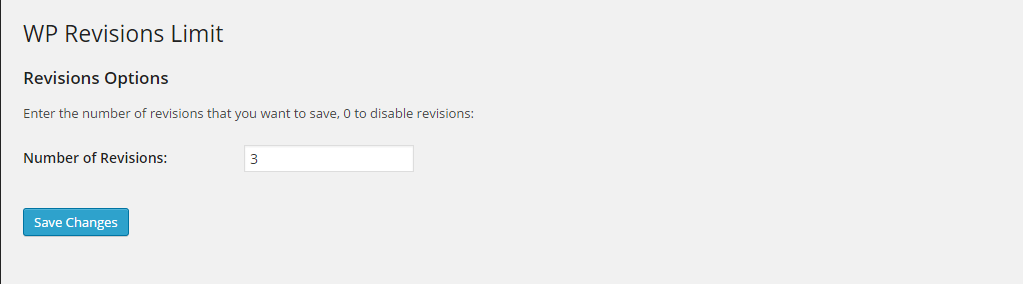 WP Revisions Limit
Revisions Options
Enter the number of revisions that you want to save, 0 to disable revisions:
Number of Revisions: 3
Save Changes